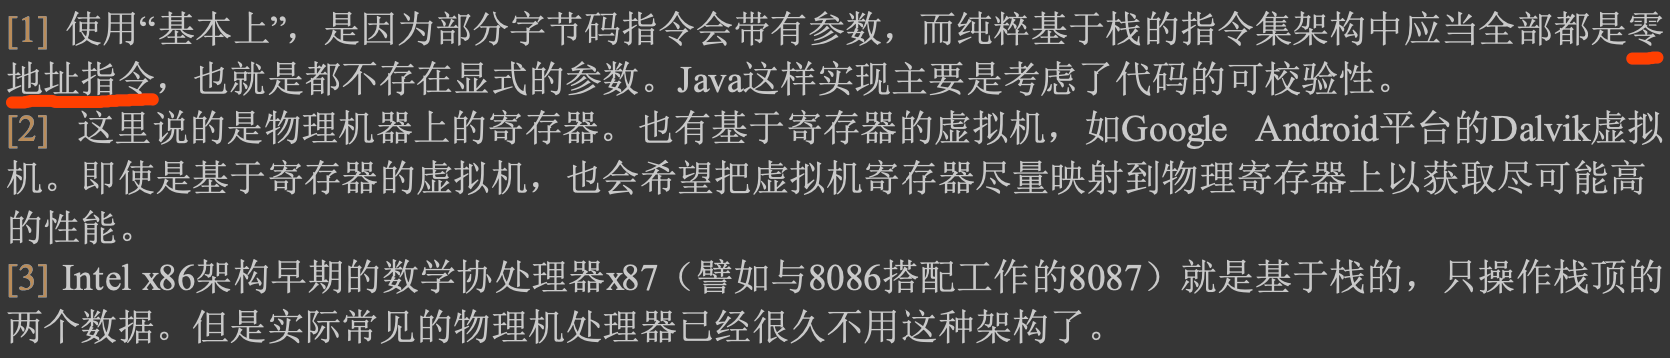 [1] 使用“基本上”，是因为部分字节码指令会带有参数，而纯粹基于栈的指令集架构中应当全部都是零
地址指令，也就是都不存在显式的参数。Java这样实现主要是考虑了代码的可校验性。
[2] 这里说的是物理机器上的寄存器。也有基于寄存器的虚拟机，如Google Android平台的Dalvik虚拟
机。即使是基于寄存器的虚拟机，也会希望把虚拟机寄存器尽量映射到物理寄存器上以获取尽可能高
的性能。
[3] Intel x86架构早期的数学协处理器x87（譬如与8086搭配工作的8087）就是基于栈的，只操作栈顶的
两个数据。但是实际常见的物理机处理器已经很久不用这种架构了。